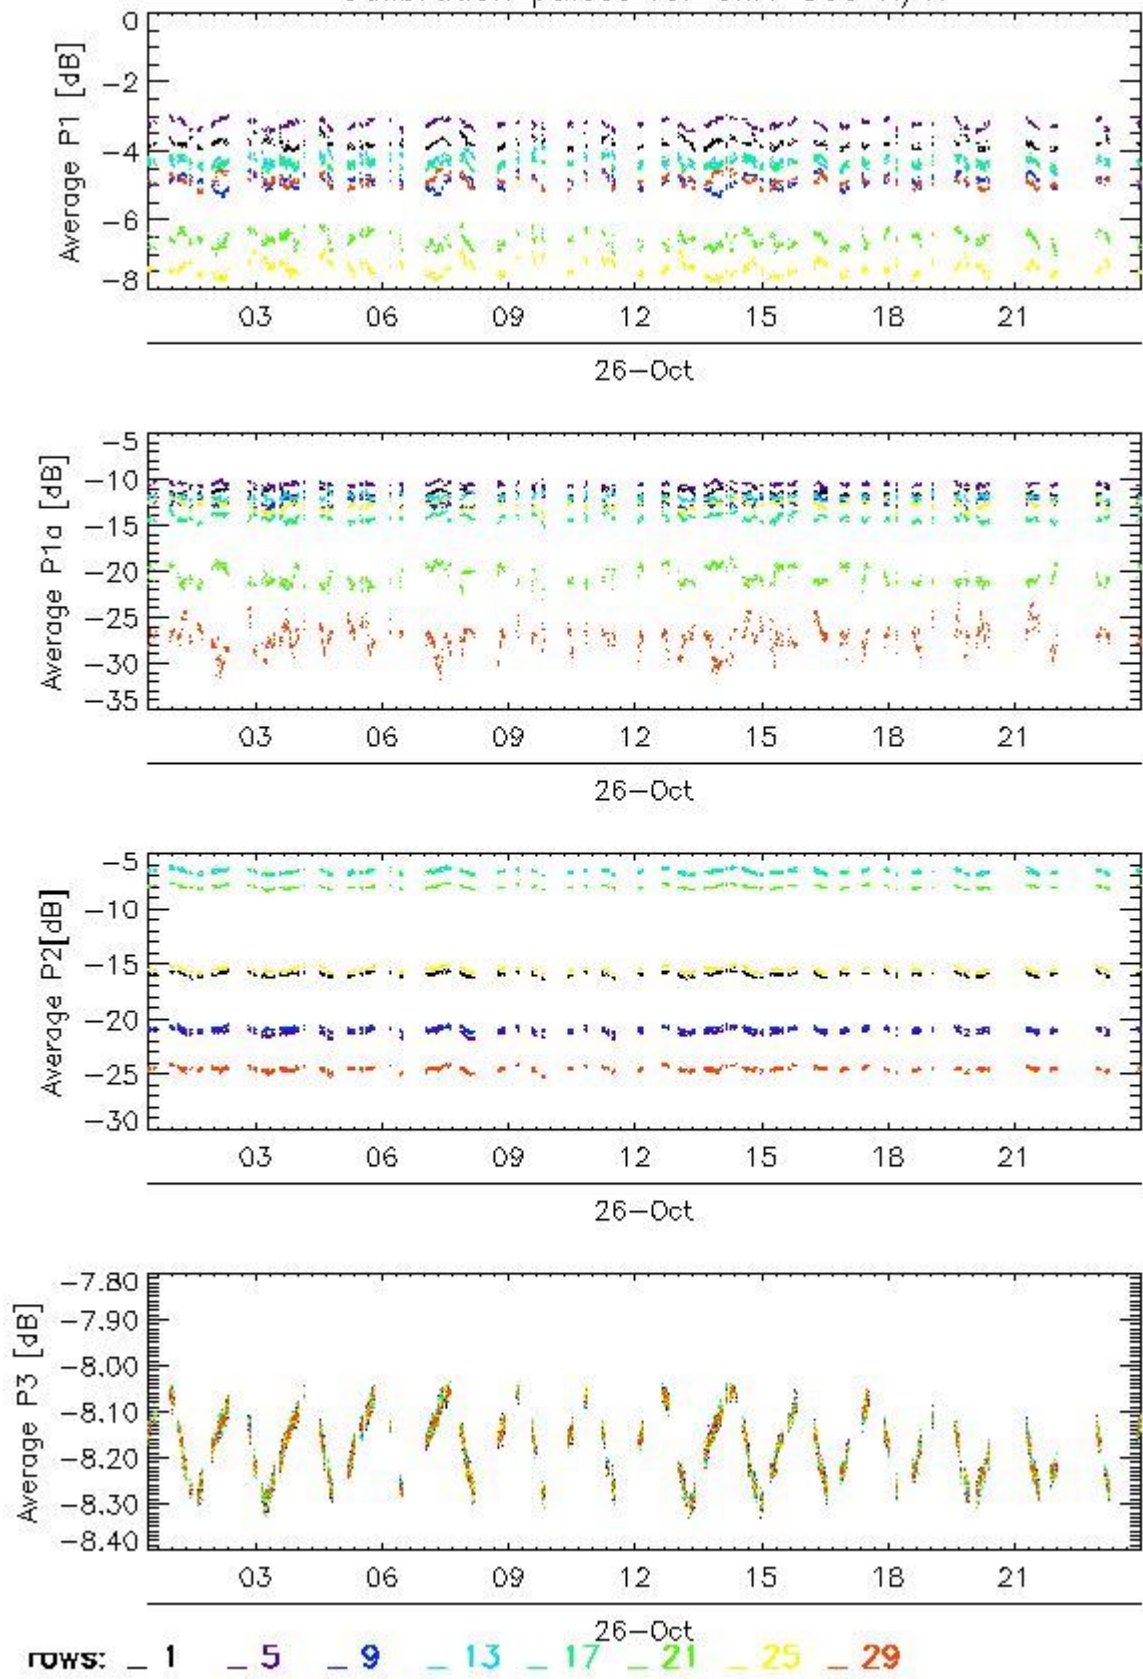 0
−2
−4
−6
−8
Average P1 [dB]
03 06 09 12 15 18 21
26−Oct
−5
−10
−15
−20
−25
−30
−35
Average P1a [dB]
03 06 09 12 15 18 21
26−Oct
−5
−10
−15
−20
−25
−30
Average P2[dB]
03 06 09 12 15 18 21
26−Oct
−7.80
−7.90
−8.00
−8.10
−8.20
−8.30
−8.40
Average P3 [dB]
03 06 09 12 15 18 21
26−Oct
rows: _ 1 _ 5 _ 9 _ 13 _ 17 _ 21 _ 25 _ 29